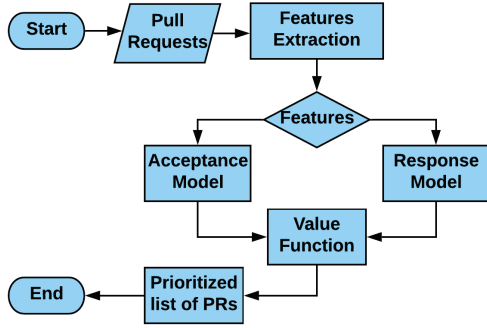 Start
Pull
Requests
Features
Extraction
Features
Acceptance
Model
Response
Model
Value
Function
Prioritized
list of PRs
End